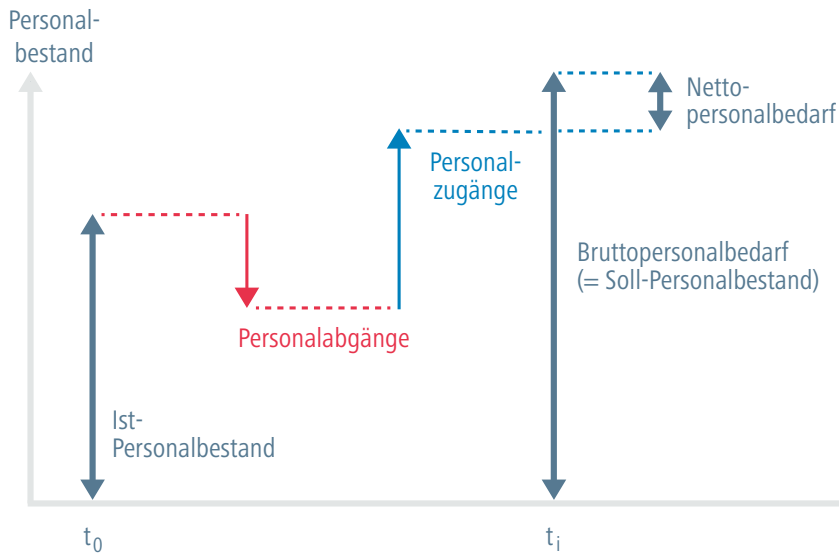 Personal-
bestand
Netto-
personalbedarf
Personal-
zugänge
Bruttopersonalbedarf
(= Soll-Personalbestand)
Personalabgänge
Ist-
Personalbestand
t0
ti